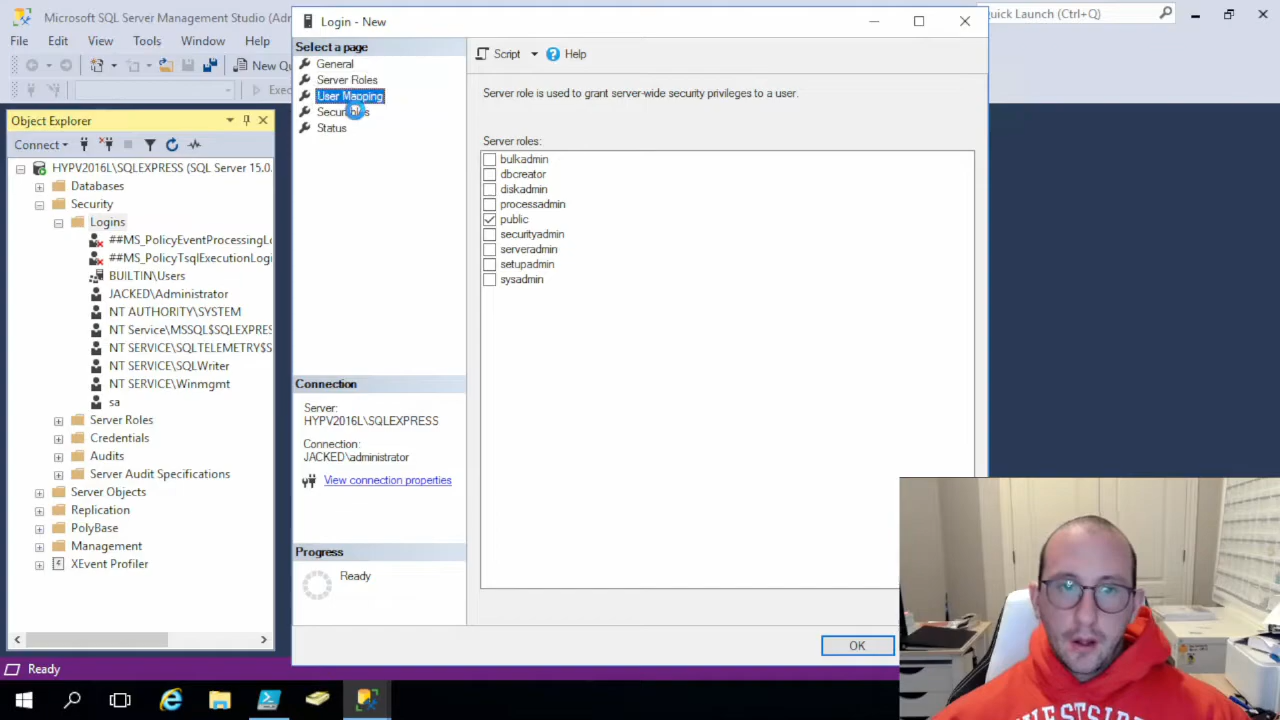 Microsoft SQL Server Management Studio (Adm
Login - New
Quick Launch (Ctrl+Q)
File Edit View Tools Window Help
New Qu
Exec
Select a page
General
Server Roles
User Mapping
Securables
Status
Script
Help
Server role is used to grant server-wide security privileges to a user.
Server roles:
bulkadmin
dbcreator
diskadmin
processadmin
public
securityadmin
serveradmin
setupadmin
sysadmin
Object Explorer
Connect
HYPV2016L\SQLEXPRESS (SQL Server 15.0.
Databases
Security
Logins
##MS_PolicyEventProcessingLo
##MS_PolicyTsqlExecutionLogi
BUILTIN\Users
JACKED\Administrator
NT AUTHORITY\SYSTEM
NT Service\MSSQL$SQLEXPRES
NT SERVICE\SQLTELEMETRY$S
NT SERVICE\SQLWriter
NT SERVICE\Winmgmt
sa
Server Roles
Credentials
Audits
Server Audit Specifications
Server Objects
Replication
PolyBase
Management
XEvent Profiler
Connection
Server:
HYPV2016L\SQLEXPRESS
Connection:
JACKED\administrator
View connection properties
Progress
Ready
OK
Ready
WESTSIDE